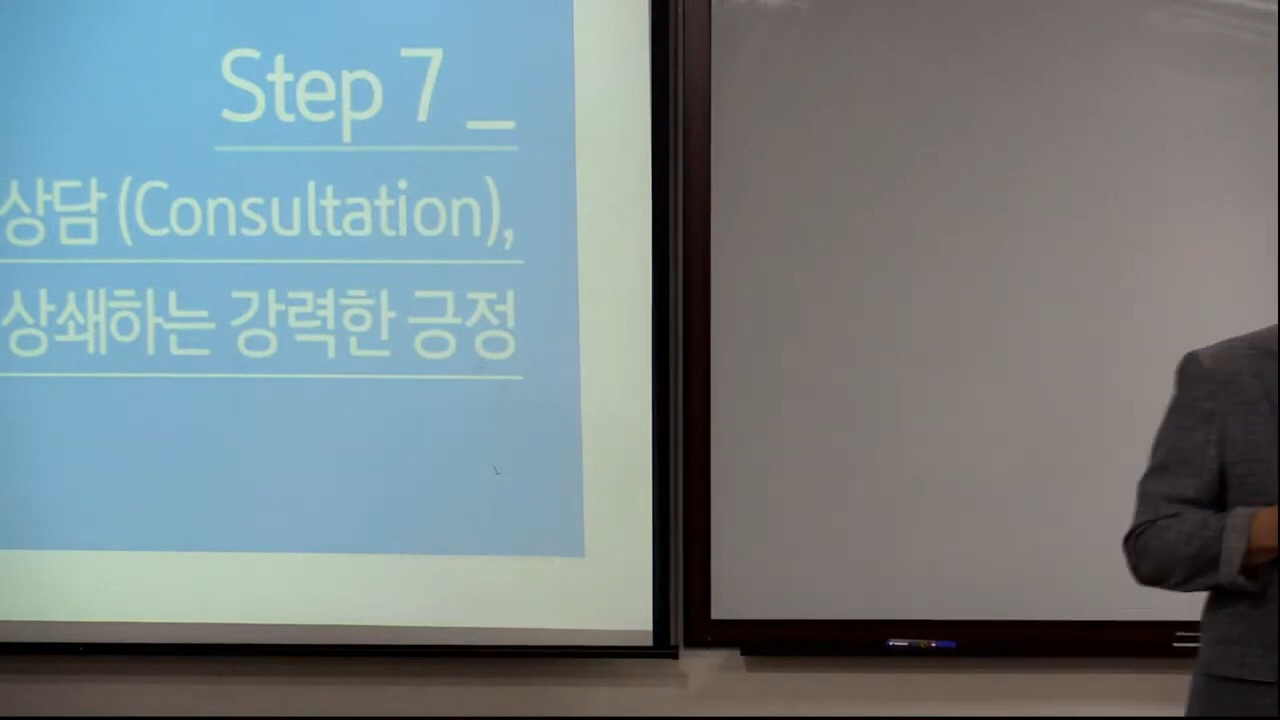 Step 7 _
상담 (Consultation),
상쇄하는 강력한 긍정